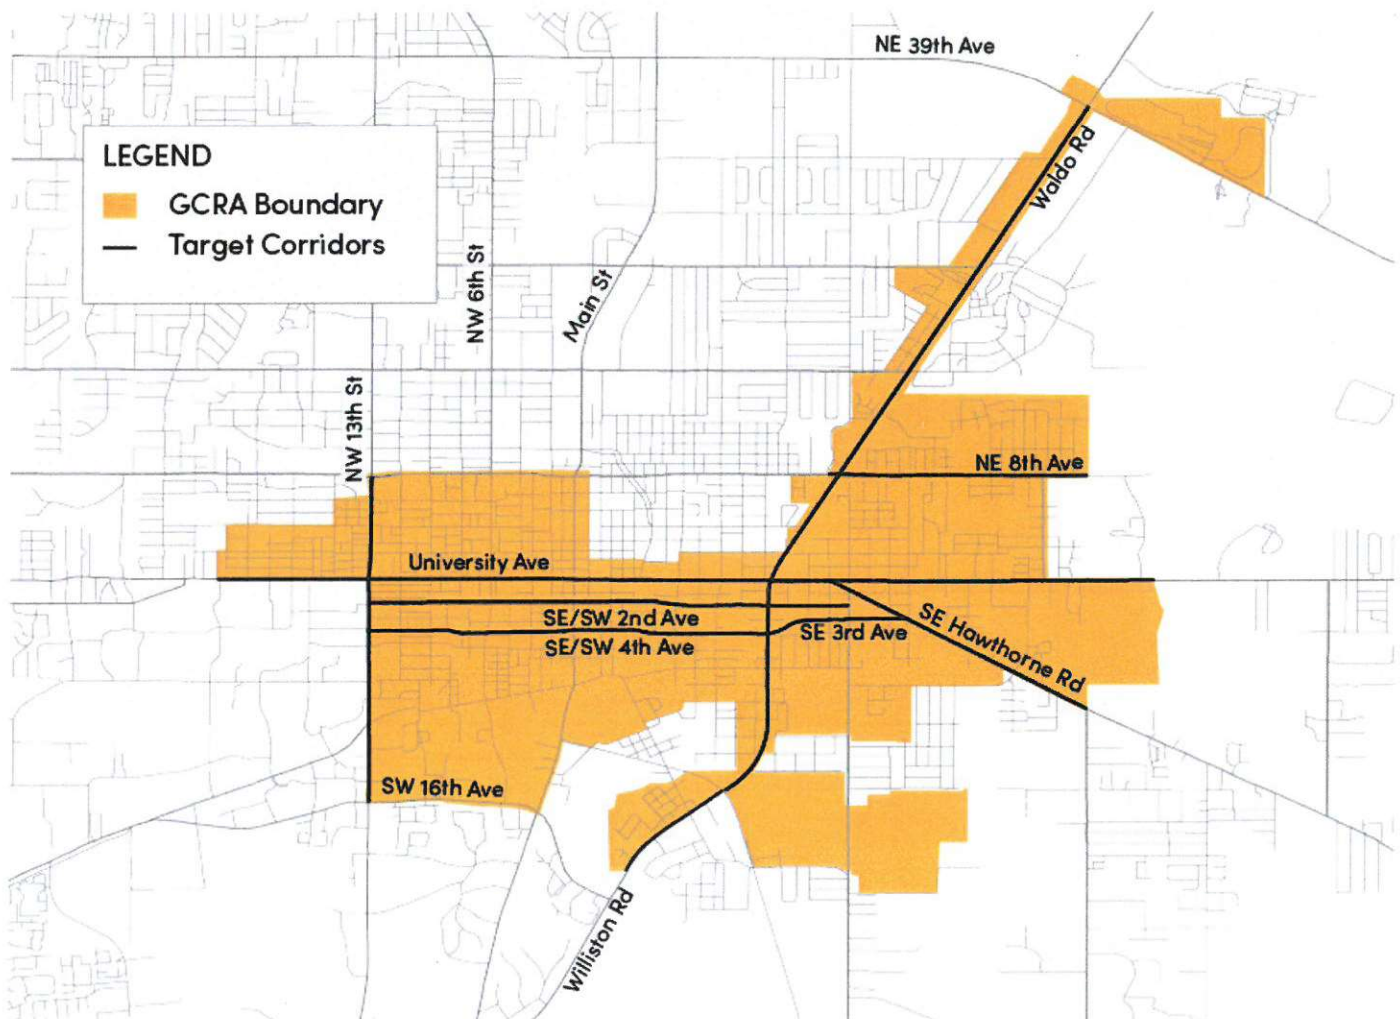 NE 39th Ave
LEGEND
GCRA Boundary
Target Corridors
Waldo Rd
NW 6th St
Main St
NW 13th St
NE 8th Ave
University Ave
SE/SW 2nd Ave
SE 3rd Ave
SE Hawthorne Rd
SE/SW 4th Ave
SW 16th Ave
Williston Rd